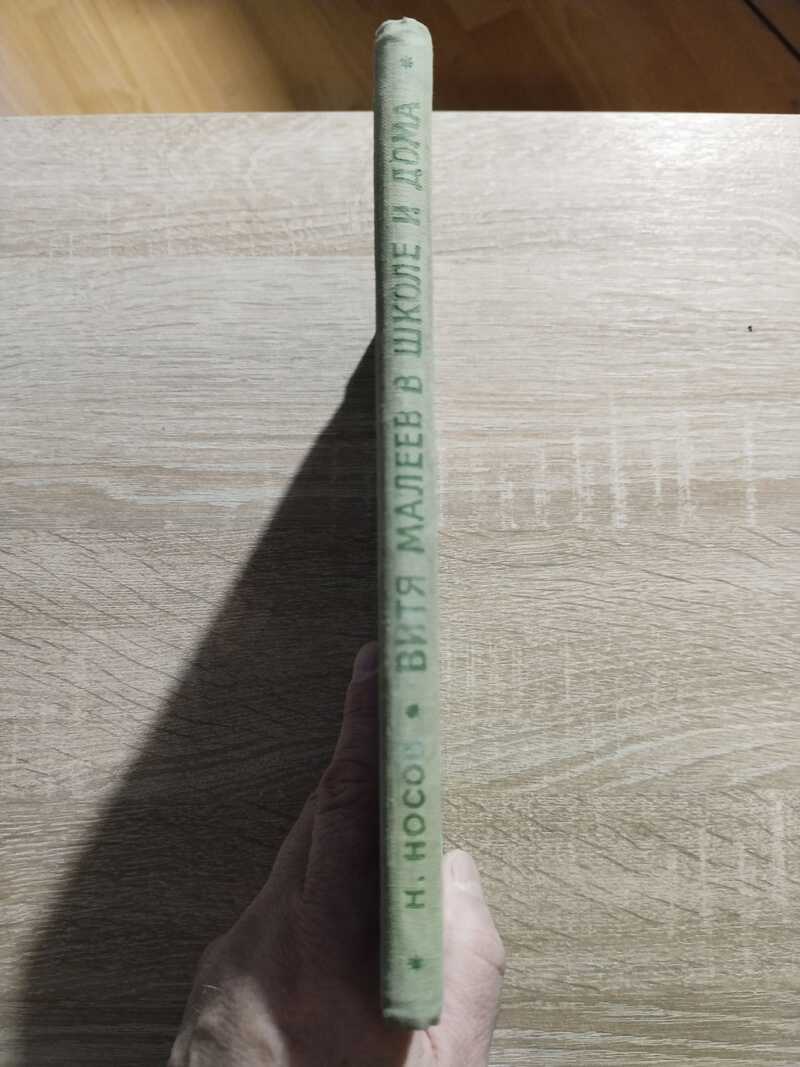 * Н. НОСОВ * ВИТЯ МАЛЕЕВ В ШКОЛЕ И ДОМА *